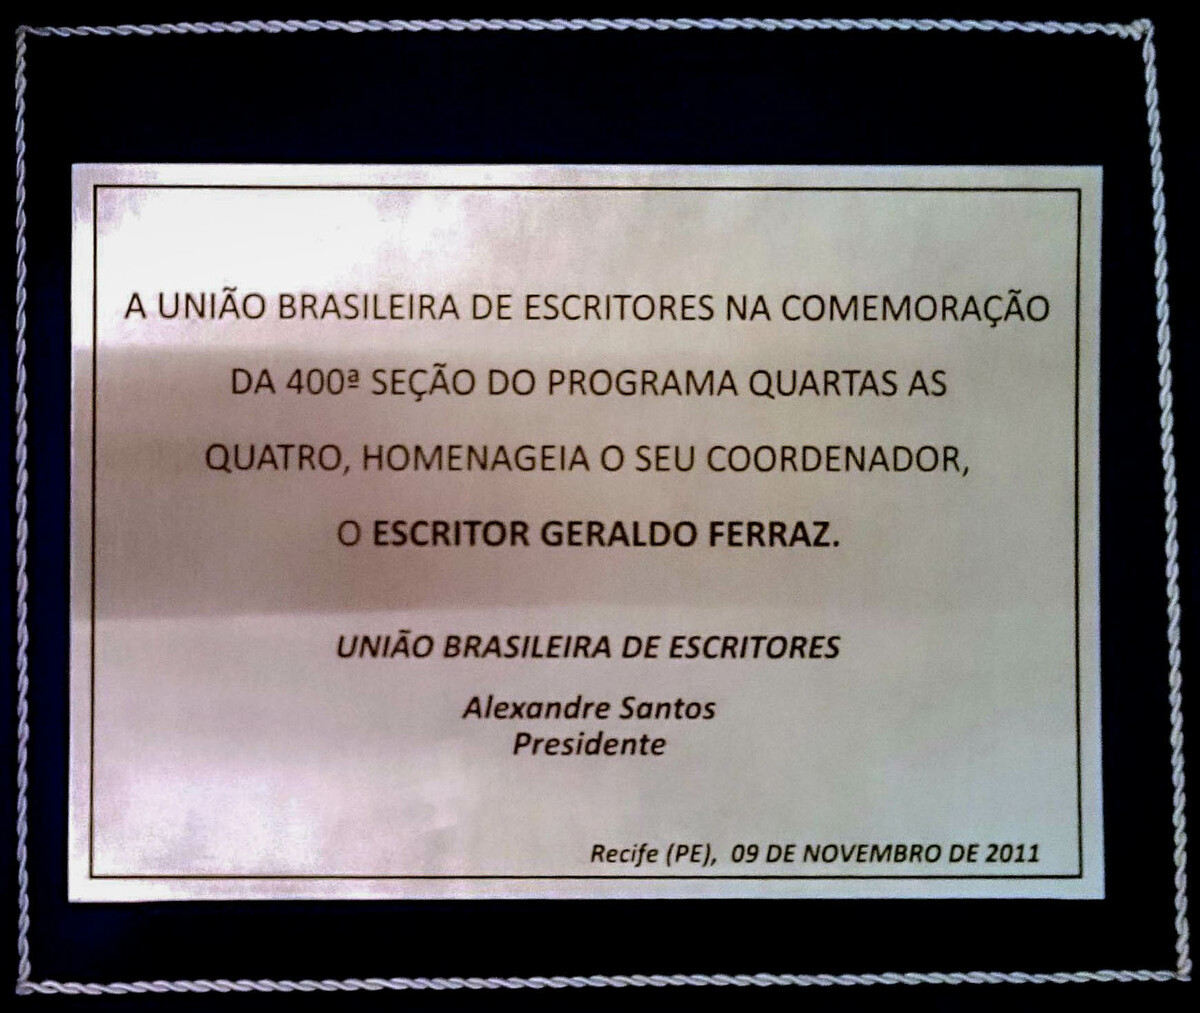 A UNIÃO BRASILEIRA DE ESCRITORES NA COMEMORAÇÃO
DA 400ª SEÇÃO DO PROGRAMA QUARTAS AS
QUATRO, HOMENAGEIA O SEU COORDENADOR,
O ESCRITOR GERALDO FERRAZ.
UNIÃO BRASILEIRA DE ESCRITORES
Alexandre Santos
Presidente
Recife (PE), 09 DE NOVEMBRO DE 2011